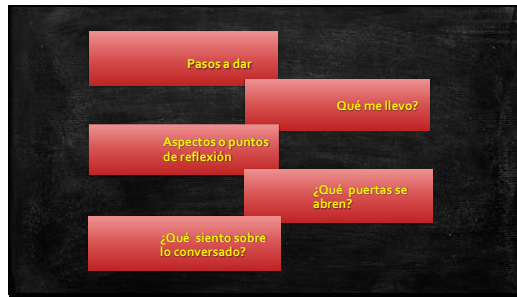 Pasos a dar
Qué me llevo?
Aspectos o puntos
de reflexión
¿Qué puertas se
abren?
¿Qué siento sobre
lo conversado?